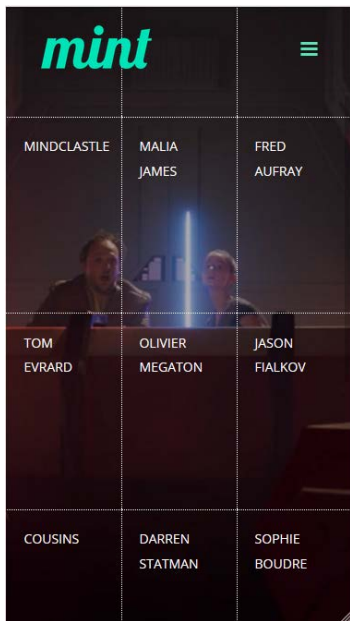 mint
MINDCLASTLE
MALIA
JAMES
FRED
AUFRAY
TOM
EVRARD
OLIVIER
MEGATON
JASON
FIALKOV
COUSINS
DARREN
STATMAN
SOPHIE
BOUDRE